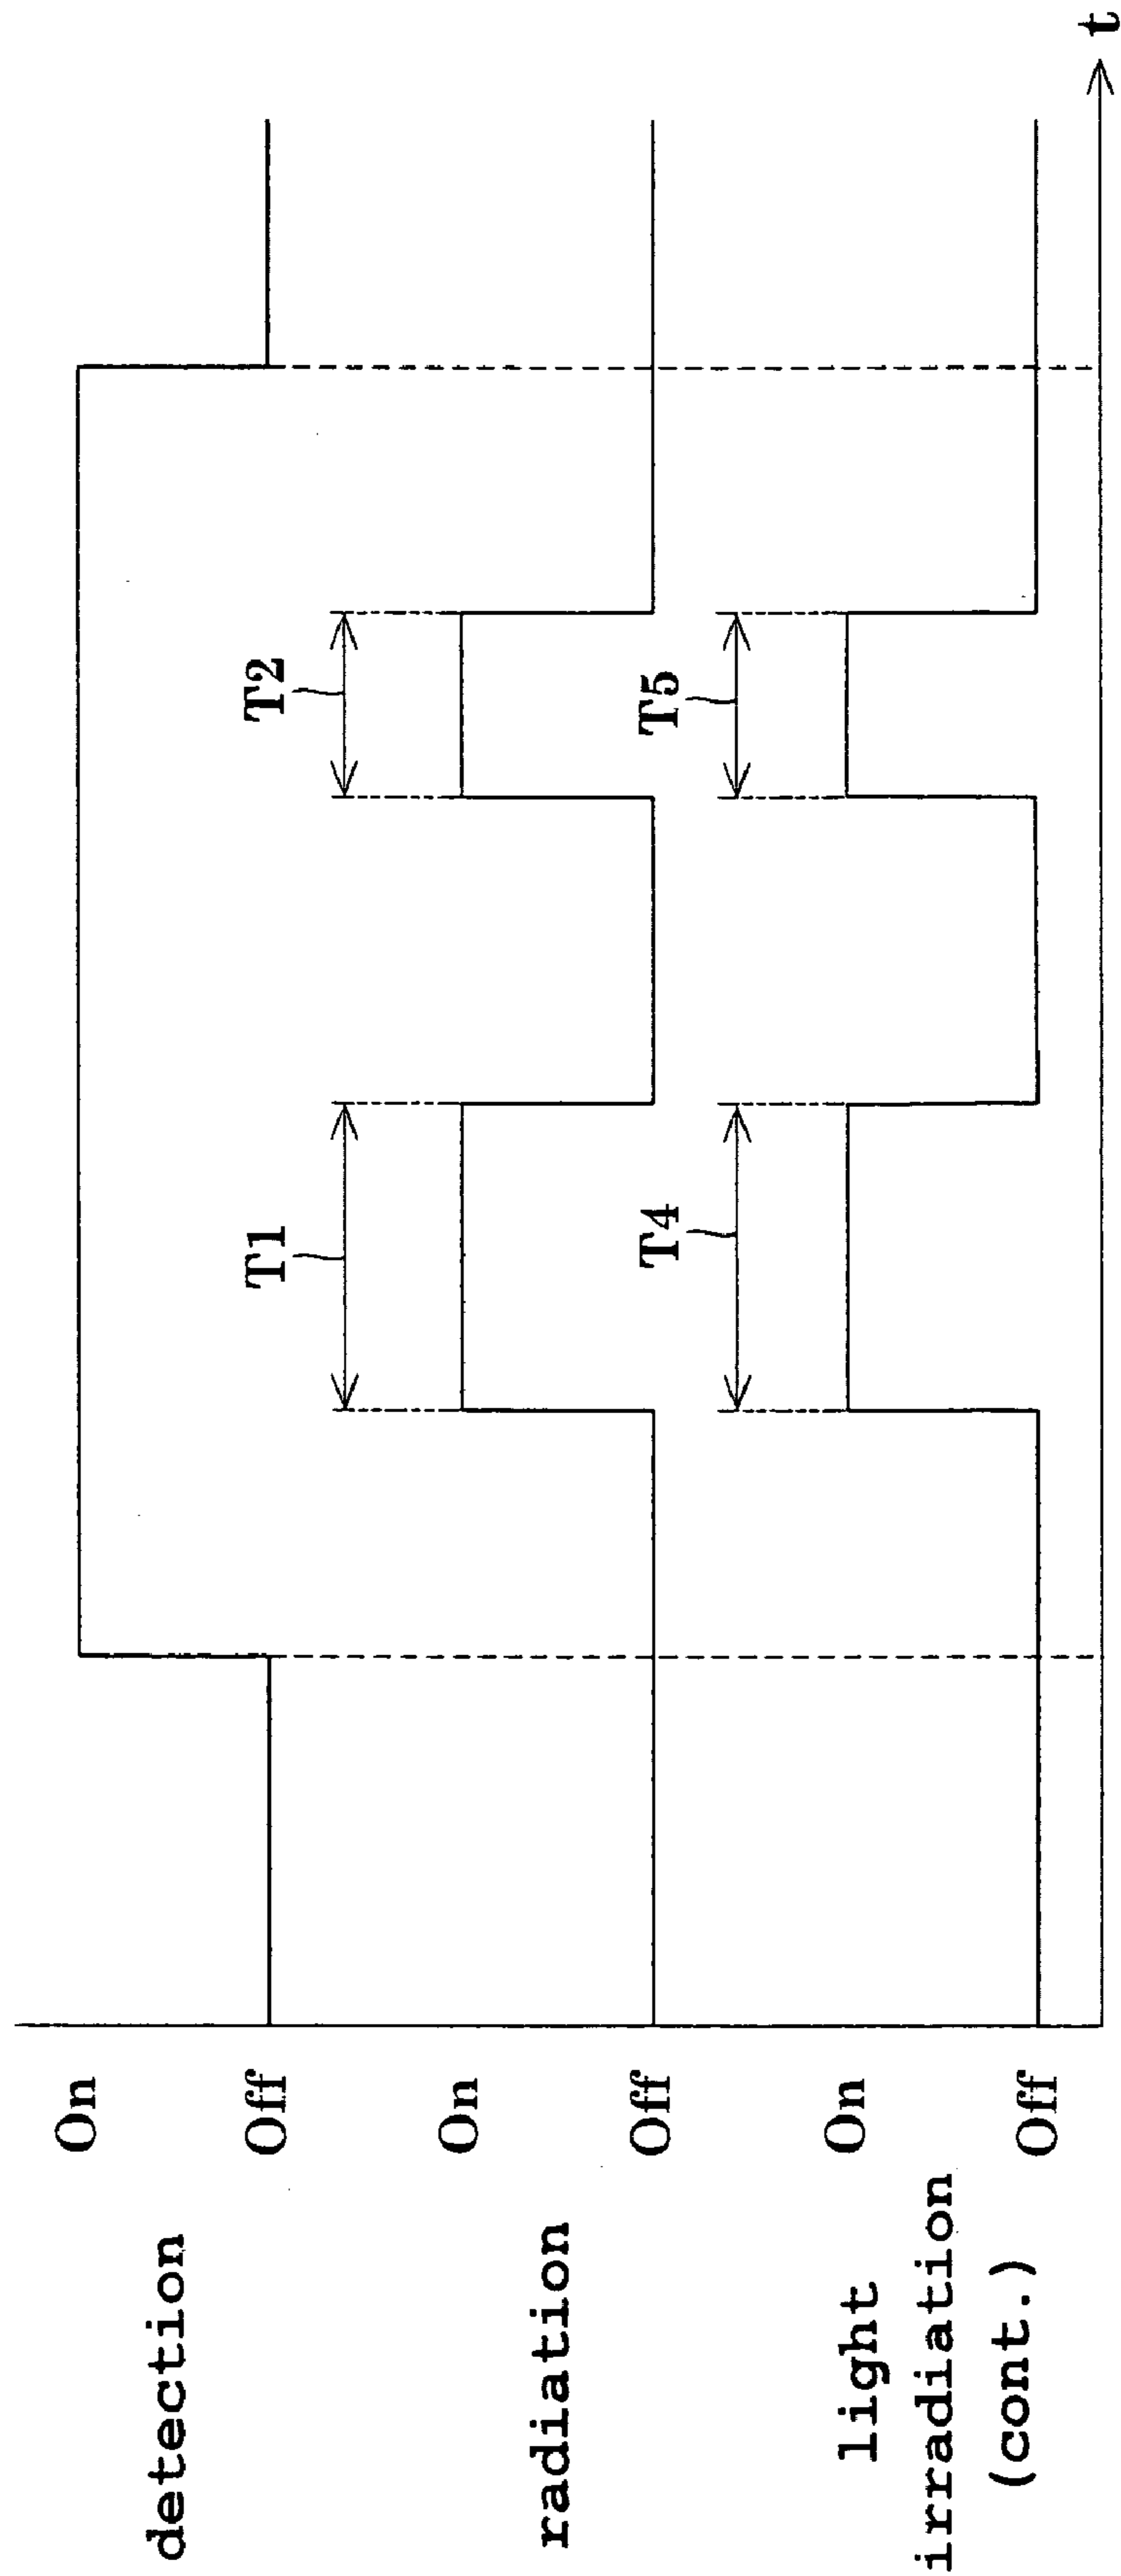 detection
On
Off
T1
T2
radiation
On
Off
T4
T5
light
irradiation
(cont.)
On
Off
t